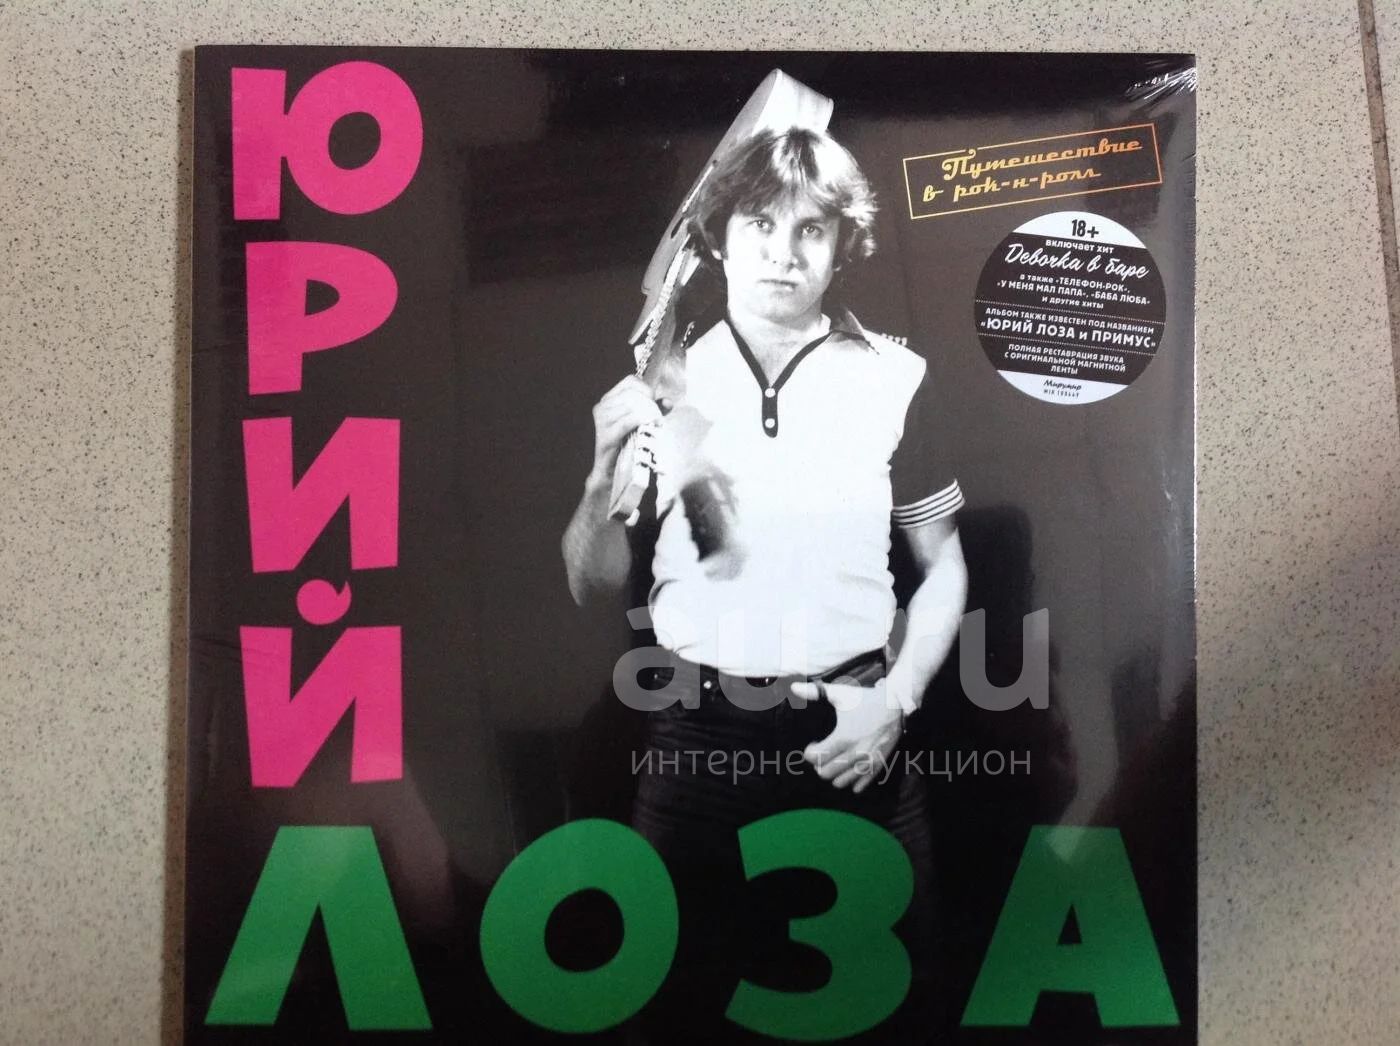 ЮРИЙ
ЛОЗА
Путешествие
в рок-н-ролл
18+
включает хит
Девочка в баре
а также «ТЕЛЕФОН-РОК»,
«У МЕНЯ МАЛ ПАПА», «БАБА ЛЮБА»
и другие хиты
АЛЬБОМ ТАКЖЕ ИЗВЕСТЕН ПОД НАЗВАНИЕМ
«ЮРИЙ ЛОЗА и ПРИМУС»
ПОЛНАЯ РЕСТАВРАЦИЯ ЗВУКА
С ОРИГИНАЛЬНОЙ МАГНИТНОЙ
ЛЕНТЫ
Мирумир
MIR
au.ru
интернет-аукцион